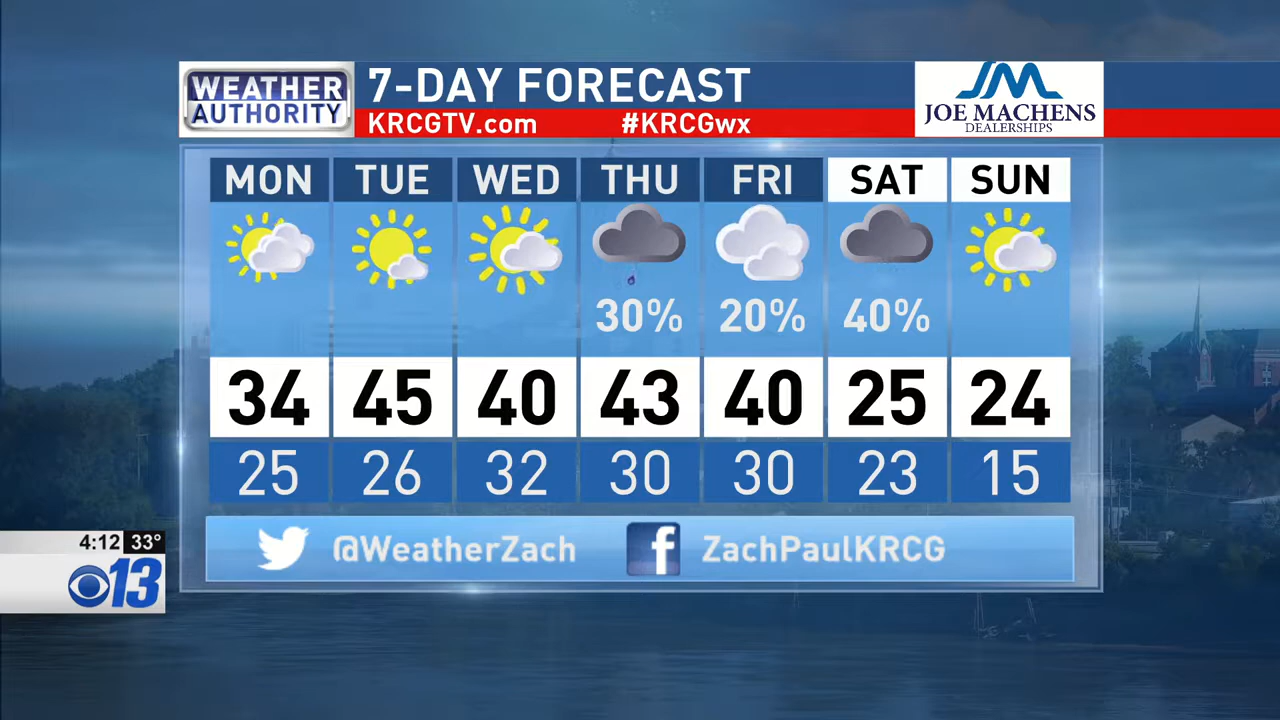 WEATHER
AUTHORITY
7-DAY FORECAST
KRCGTV.com #KRCGwx
JM
JOE MACHENS
DEALERSHIPS
MON TUE WED THU FRI SAT SUN
30% 20% 40%
34 45 40 43 40 25 24
25 26 32 30 30 23 15
@WeatherZach f ZachPaulKRCG
4:12 33°
13